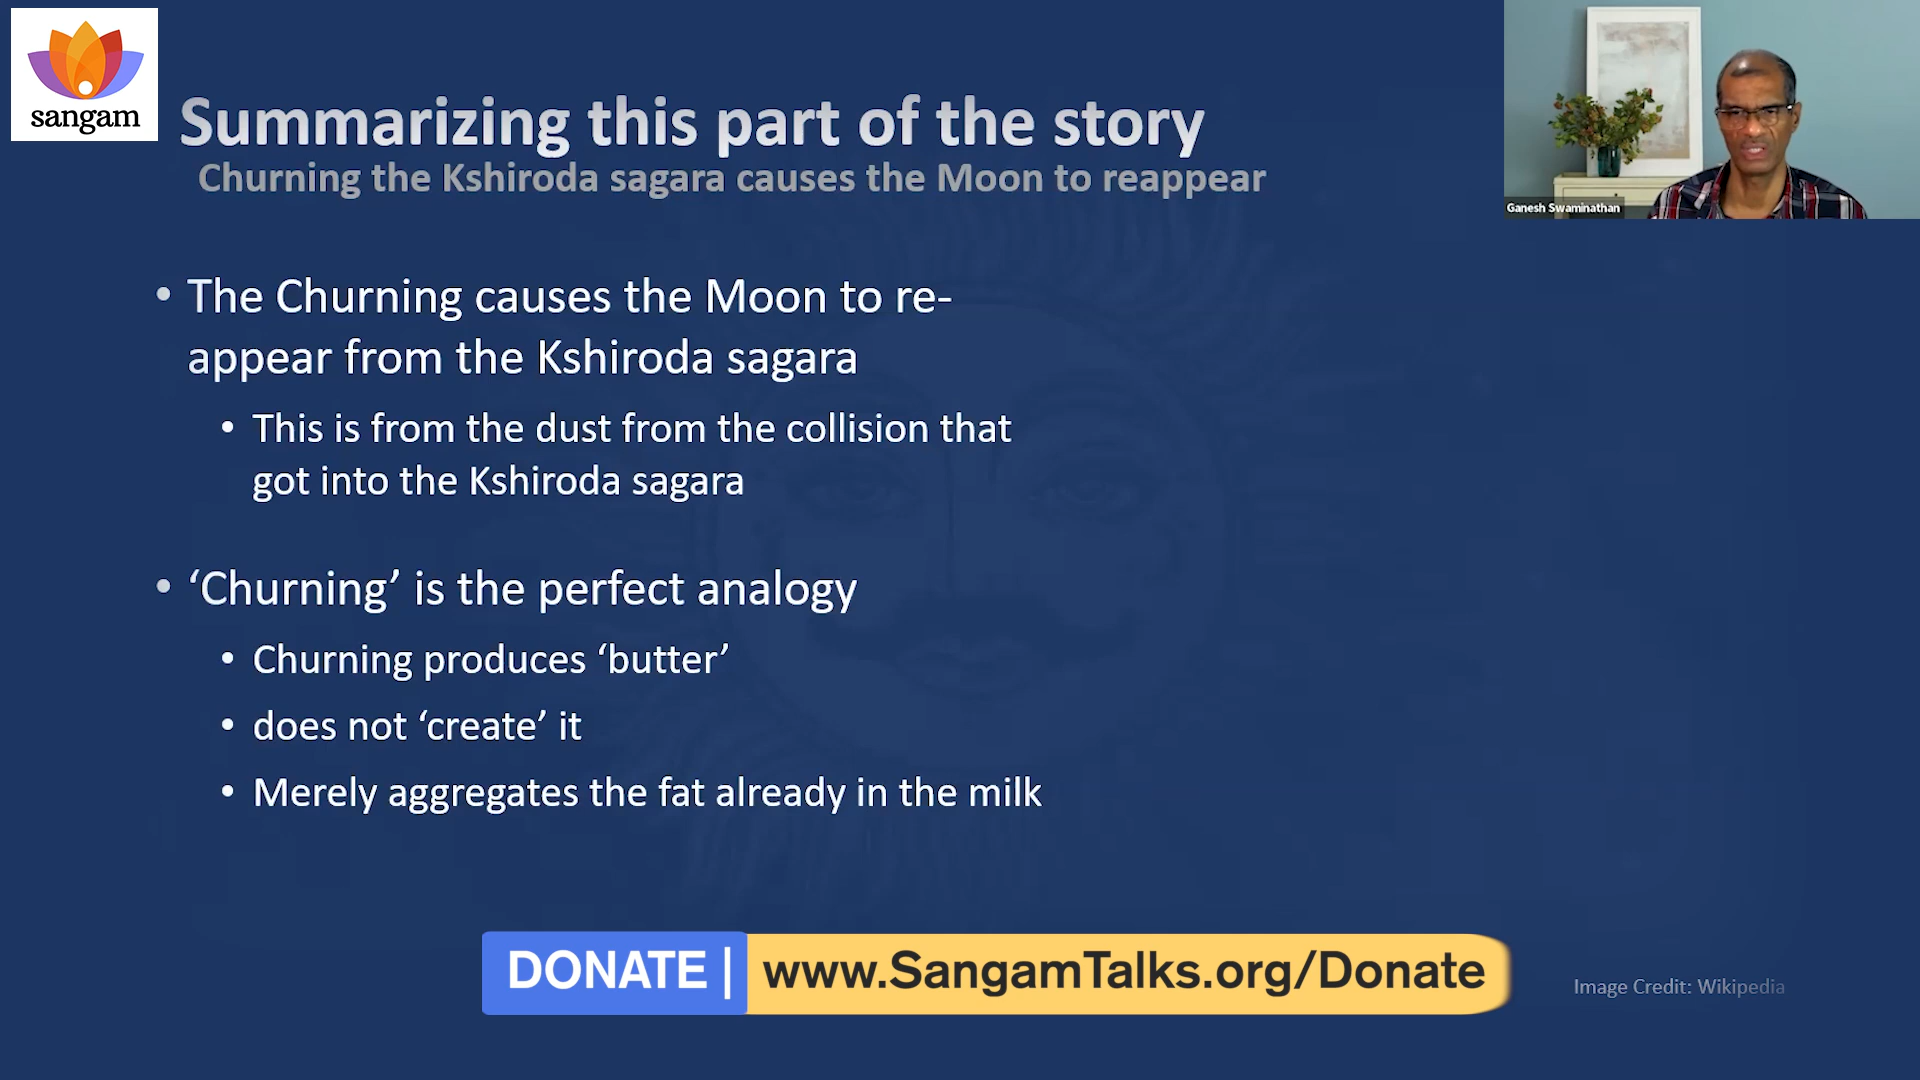 sangam
Summarizing this part of the story
Churning the Kshiroda sagara causes the Moon to reappear
Ganesh Swaminathan
• The Churning causes the Moon to re-
appear from the Kshiroda sagara
• This is from the dust from the collision that
got into the Kshiroda sagara
• ‘Churning’ is the perfect analogy
• Churning produces ‘butter’
• does not ‘create’ it
• Merely aggregates the fat already in the milk
DONATE | www.SangamTalks.org/Donate
Image Credit: Wikipedia